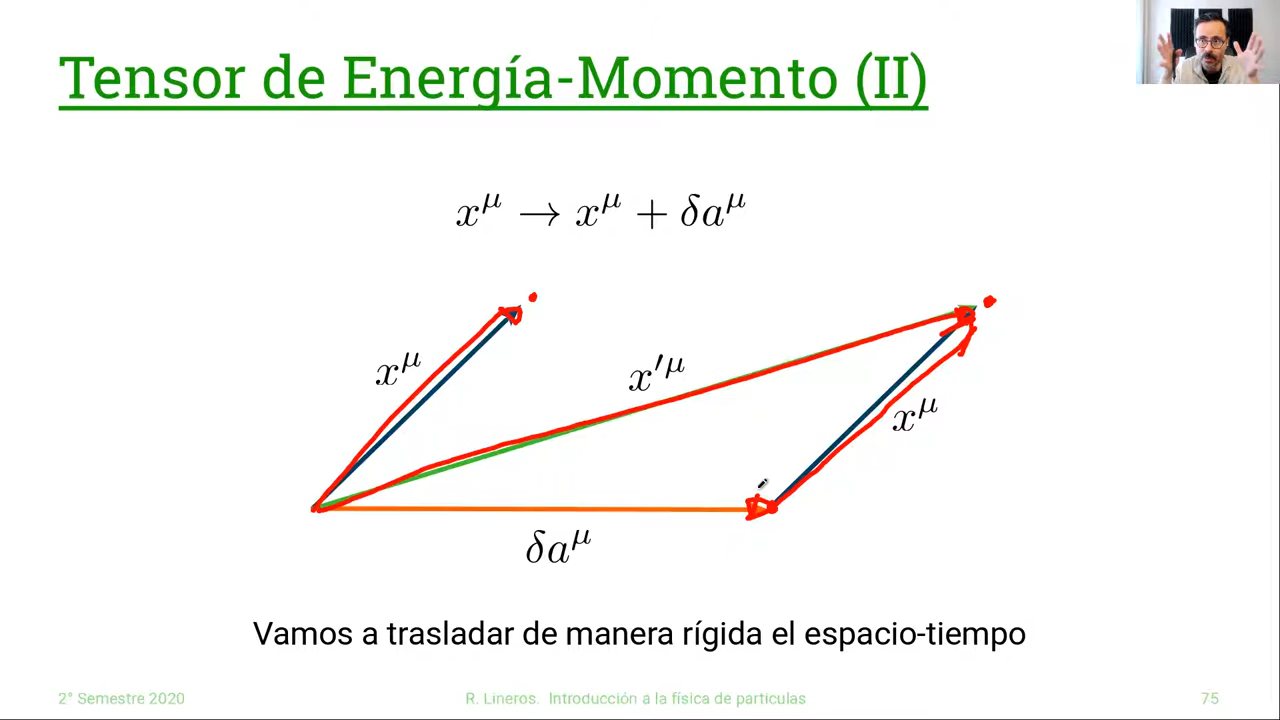 Tensor de Energía-Momento (II)
x^μ → x^μ + δa^μ
x^μ
x'^μ
x^μ
δa^μ
Vamos a trasladar de manera rígida el espacio-tiempo
2° Semestre 2020
R. Lineros. Introducción a la física de particulas
75